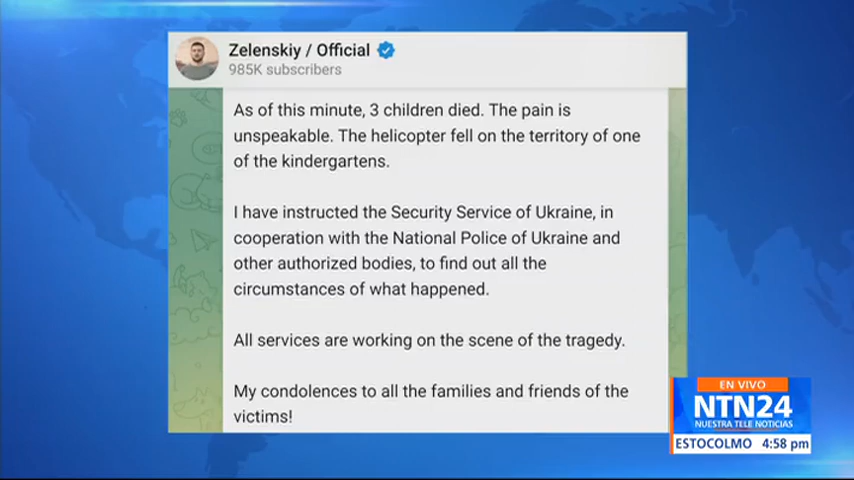 Zelenskiy / Official
985K subscribers
As of this minute, 3 children died. The pain is
unspeakable. The helicopter fell on the territory of one
of the kindergartens.
I have instructed the Security Service of Ukraine, in
cooperation with the National Police of Ukraine and
other authorized bodies, to find out all the
circumstances of what happened.
All services are working on the scene of the tragedy.
My condolences to all the families and friends of the
victims!
EN VIVO
NTN24
NUESTRA TELE NOTICIAS
ESTOCOLMO 4:58 pm